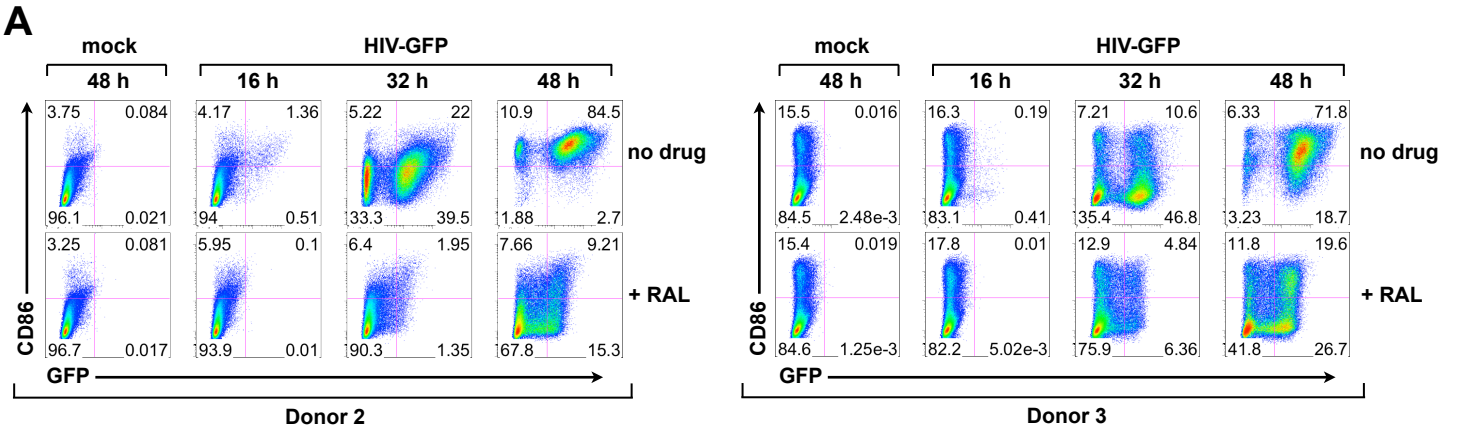 A
mock HIV-GFP mock HIV-GFP
48 h 16 h 32 h 48 h 48 h 16 h 32 h 48 h
3.75 0.084 4.17 1.36 5.22 22 10.9 84.5 15.5 0.016 16.3 0.19 7.21 10.6 6.33 71.8
no drug no drug
96.1 0.021 94 0.51 33.3 39.5 1.88 2.7 84.5 2.48e-3 83.1 0.41 35.4 46.8 3.23 18.7
3.25 0.081 5.95 0.1 6.4 1.95 7.66 9.21 15.4 0.019 17.8 0.01 12.9 4.84 11.8 19.6
+ RAL + RAL
CD86 CD86
96.7 0.017 93.9 0.01 90.3 1.35 67.8 15.3 84.6 1.25e-3 82.2 5.02e-3 75.9 6.36 41.8 26.7
GFP GFP
Donor 2 Donor 3